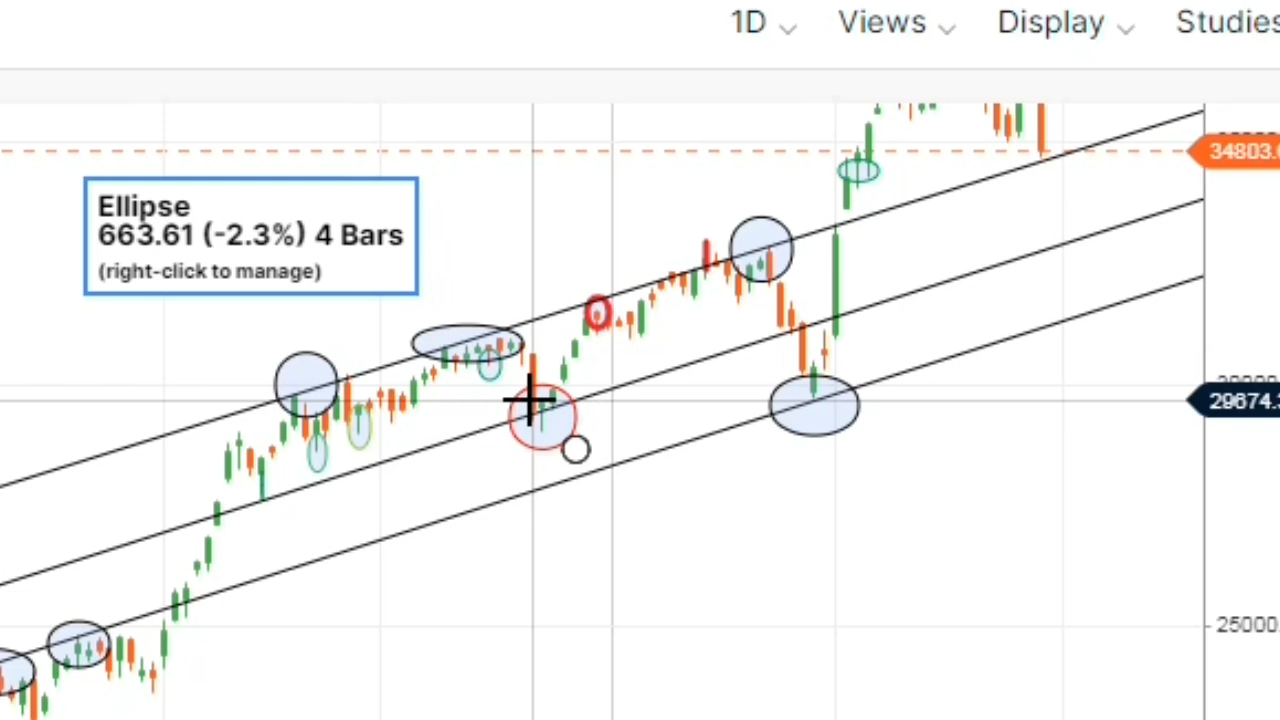 1D Views Display Studies
Ellipse
663.61 (-2.3%) 4 Bars
(right-click to manage)
34803.
29674.
25000